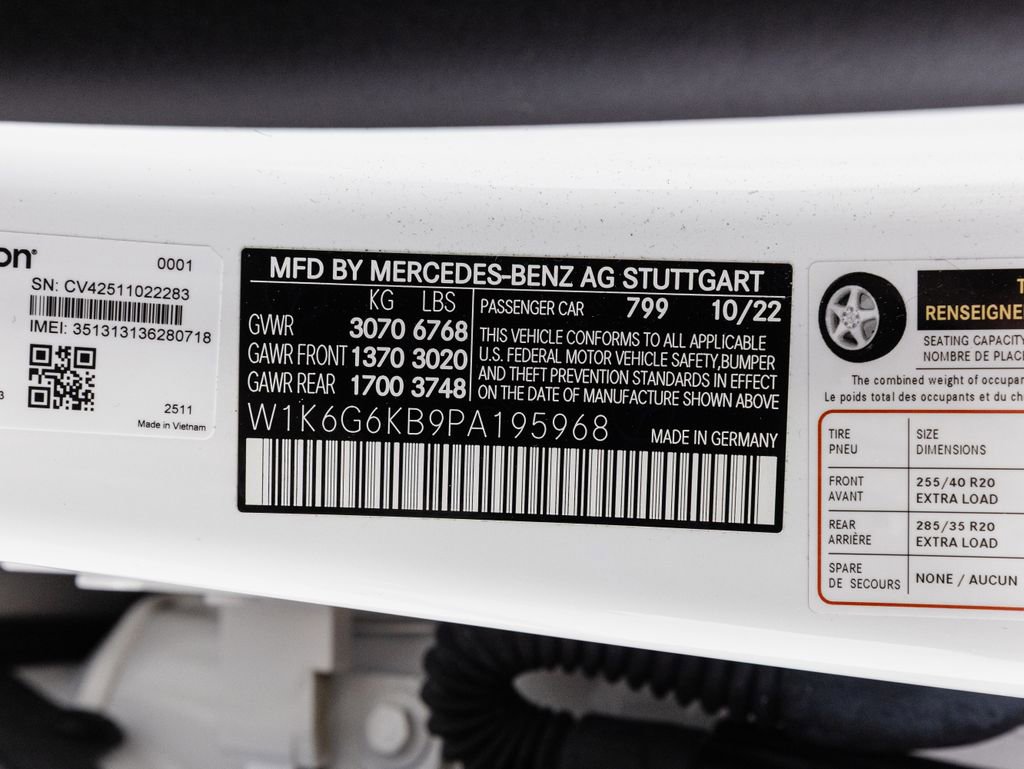 on®
0001
SN: CV42511022283
IMEI: 351313136280718
3
2511
Made in Vietnam
MFD BY MERCEDES-BENZ AG STUTTGART
KG LBS
GVWR 3070 6768
GAWR FRONT 1370 3020
GAWR REAR 1700 3748
PASSENGER CAR 799 10/22
THIS VEHICLE CONFORMS TO ALL APPLICABLE
U.S. FEDERAL MOTOR VEHICLE SAFETY,BUMPER
AND THEFT PREVENTION STANDARDS IN EFFECT
ON THE DATE OF MANUFACTURE SHOWN ABOVE
W1K6G6KB9PA195968
MADE IN GERMANY
T
RENSEIGNE
SEATING CAPACITY
NOMBRE DE PLACE
The combined weight of occupan
Le poids total des occupants et du ch
TIRE SIZE
PNEU DIMENSIONS
FRONT 255/40 R20
AVANT EXTRA LOAD
REAR 285/35 R20
ARRIÈRE EXTRA LOAD
SPARE
DE SECOURS NONE / AUCUN